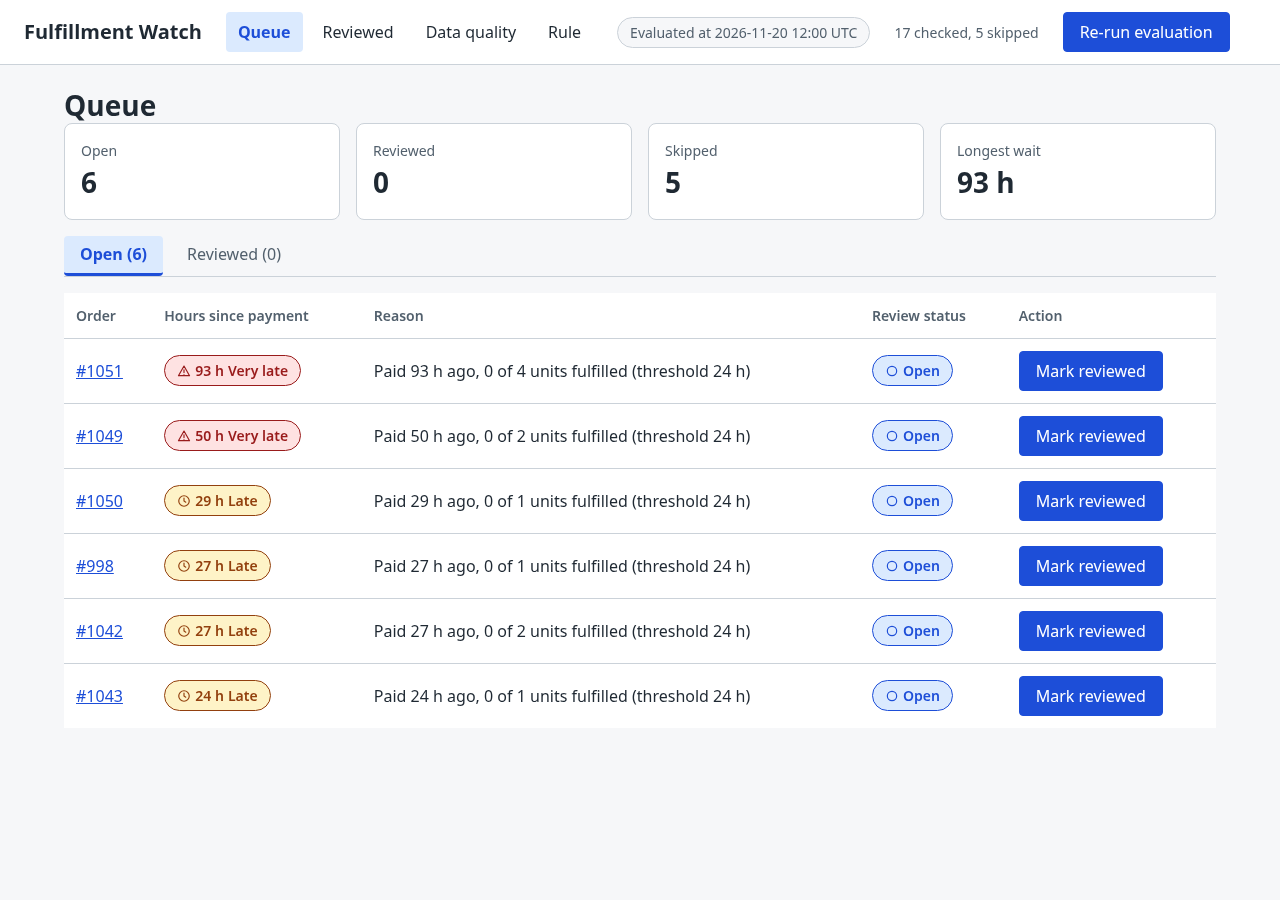 Fulfillment Watch Queue Reviewed Data quality Rule Evaluated at 2026-11-20 12:00 UTC 17 checked, 5 skipped Re-run evaluation
Queue
Open Reviewed Skipped Longest wait
6 0 5 93 h
Open (6) Reviewed (0)
Order Hours since payment Reason Review status Action
#1051 93 h Very late Paid 93 h ago, 0 of 4 units fulfilled (threshold 24 h) Open Mark reviewed
#1049 50 h Very late Paid 50 h ago, 0 of 2 units fulfilled (threshold 24 h) Open Mark reviewed
#1050 29 h Late Paid 29 h ago, 0 of 1 units fulfilled (threshold 24 h) Open Mark reviewed
#998 27 h Late Paid 27 h ago, 0 of 1 units fulfilled (threshold 24 h) Open Mark reviewed
#1042 27 h Late Paid 27 h ago, 0 of 2 units fulfilled (threshold 24 h) Open Mark reviewed
#1043 24 h Late Paid 24 h ago, 0 of 1 units fulfilled (threshold 24 h) Open Mark reviewed